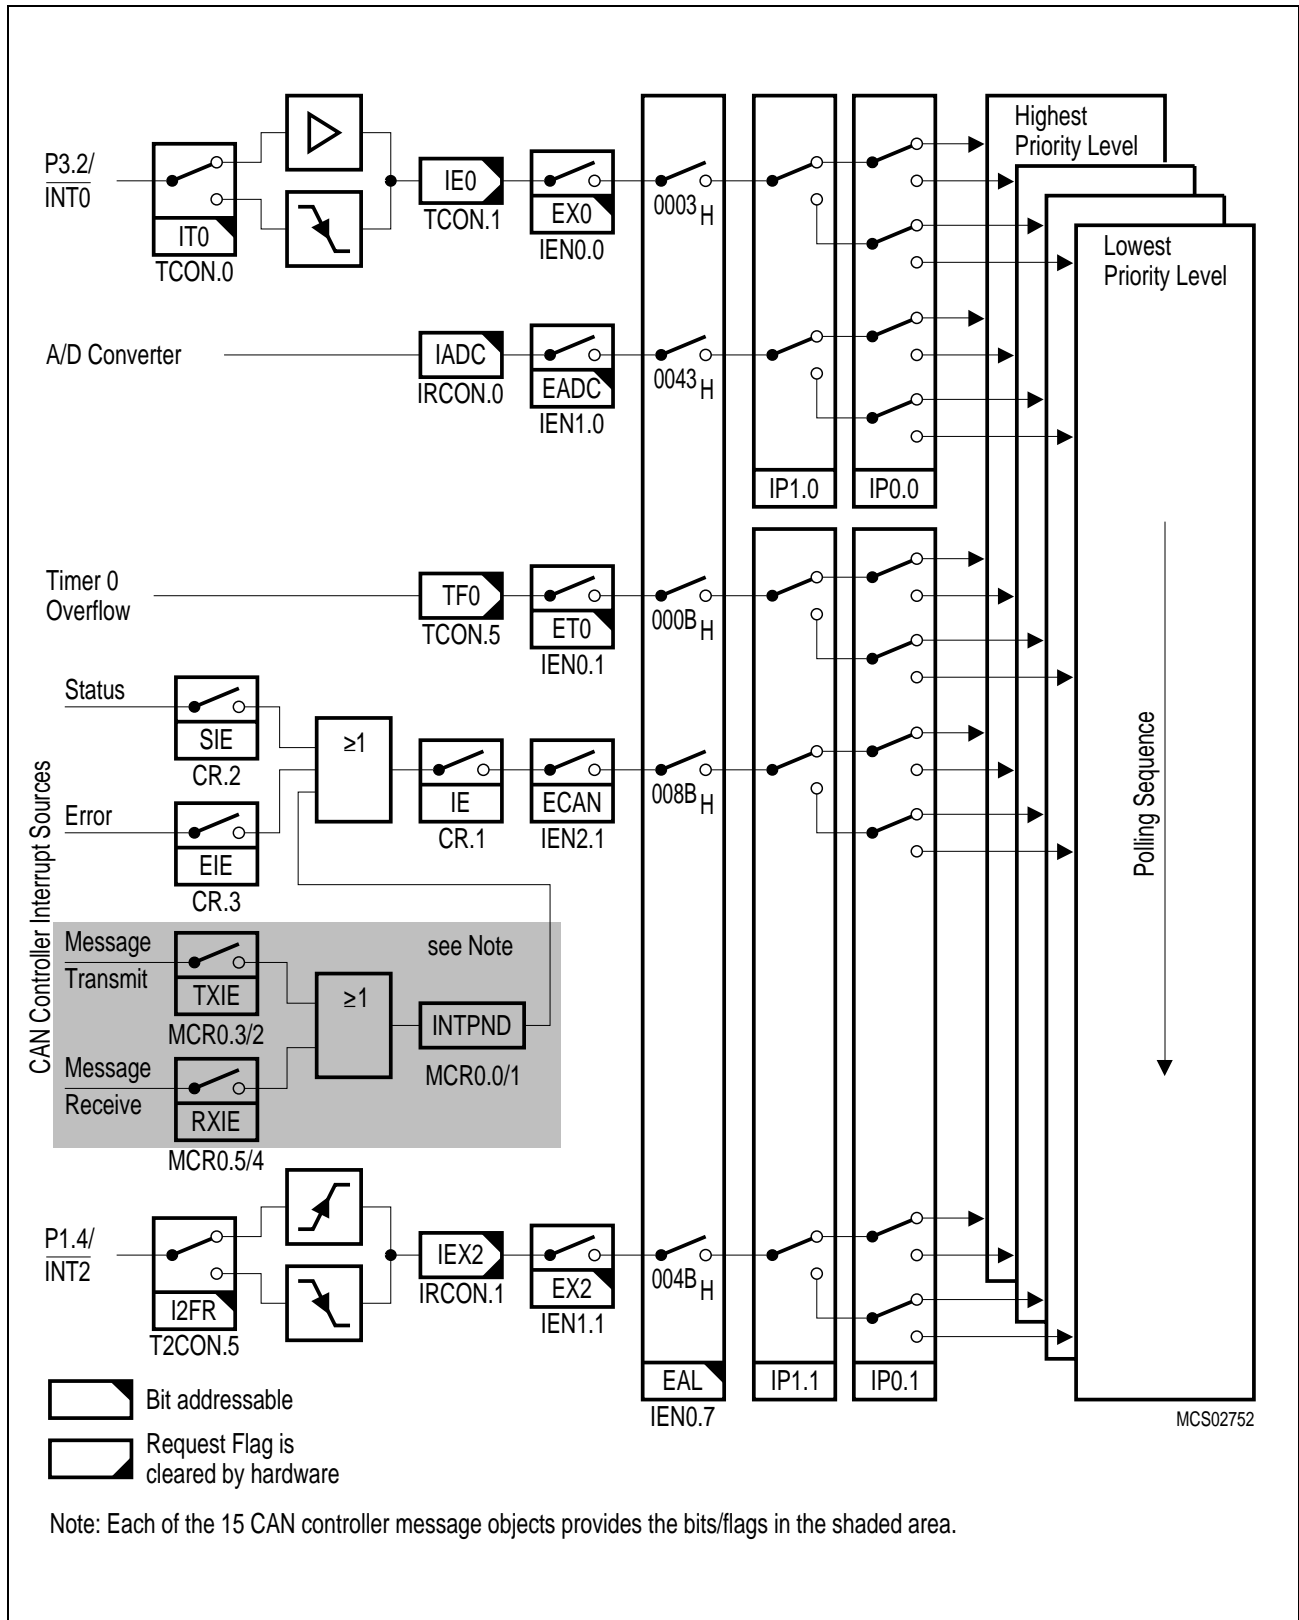 Highest
Priority Level
P3.2/
INT0
IT0
TCON.0
IE0
TCON.1
EX0
IEN0.0
0003 H
Lowest
Priority Level
A/D Converter
IADC
IRCON.0
EADC
IEN1.0
0043 H
IP1.0
IP0.0
Timer 0
Overflow
TF0
TCON.5
ET0
IEN0.1
000B H
CAN Controller Interrupt Sources
Status
SIE
CR.2
≥1
Error
EIE
CR.3
IE
CR.1
ECAN
IEN2.1
008B H
Polling Sequence
Message
Transmit
TXIE
MCR0.3/2
see Note
≥1
INTPND
MCR0.0/1
Message
Receive
RXIE
MCR0.5/4
P1.4/
INT2
I2FR
T2CON.5
IEX2
IRCON.1
EX2
IEN1.1
004B H
EAL
IEN0.7
IP1.1
IP0.1
MCS02752
Bit addressable
Request Flag is
cleared by hardware
Note: Each of the 15 CAN controller message objects provides the bits/flags in the shaded area.